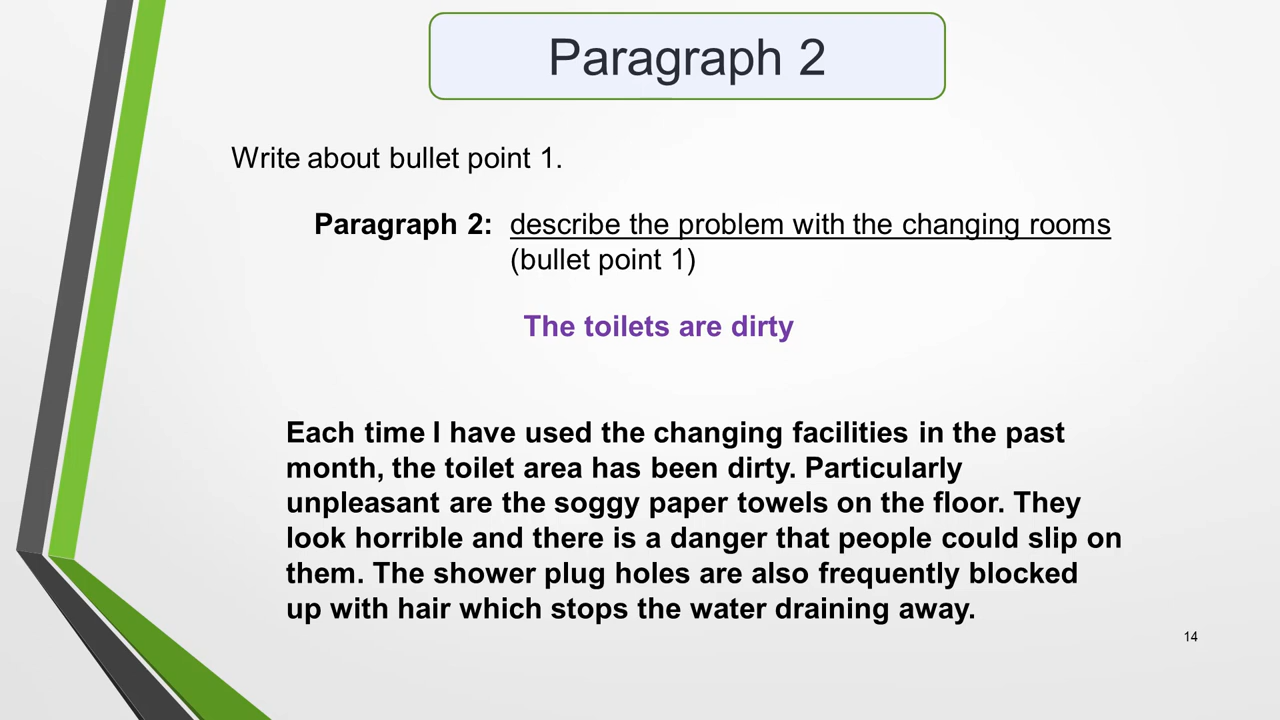 Paragraph 2
Write about bullet point 1.
Paragraph 2: describe the problem with the changing rooms
(bullet point 1)
The toilets are dirty
Each time I have used the changing facilities in the past
month, the toilet area has been dirty. Particularly
unpleasant are the soggy paper towels on the floor. They
look horrible and there is a danger that people could slip on
them. The shower plug holes are also frequently blocked
up with hair which stops the water draining away.
14